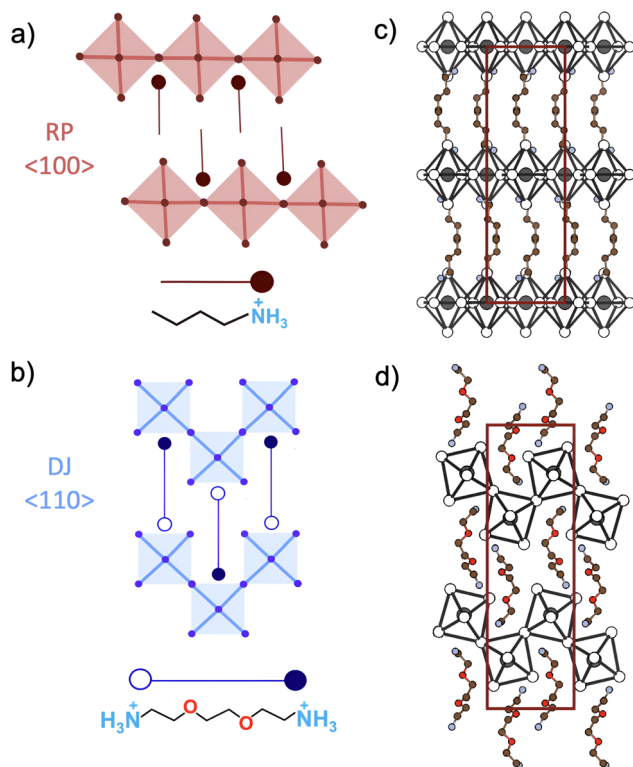 a)
RP
<100>
+
NH3
b)
DJ
<110>
+
H3N
O
O
+
NH3
c)
d)